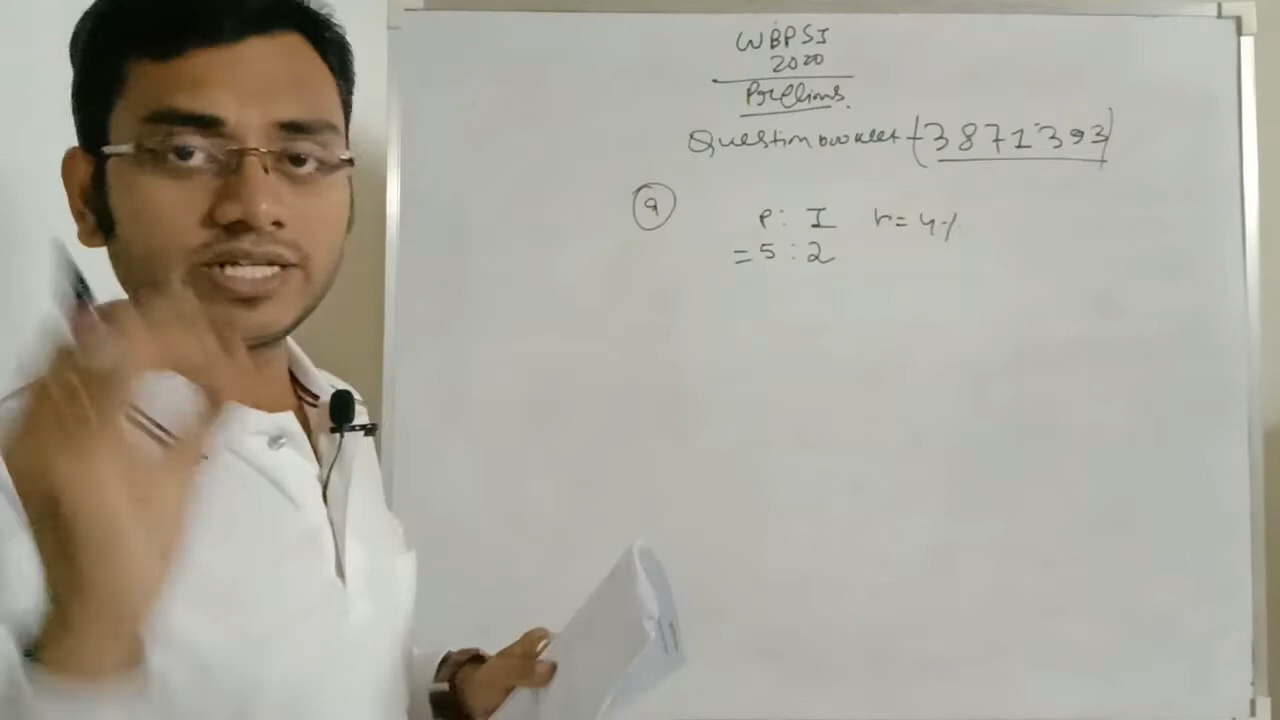 WBPSI
2020
Prelims.
Question booklet - (3871393)
9 P : I r = 4%
= 5 : 2